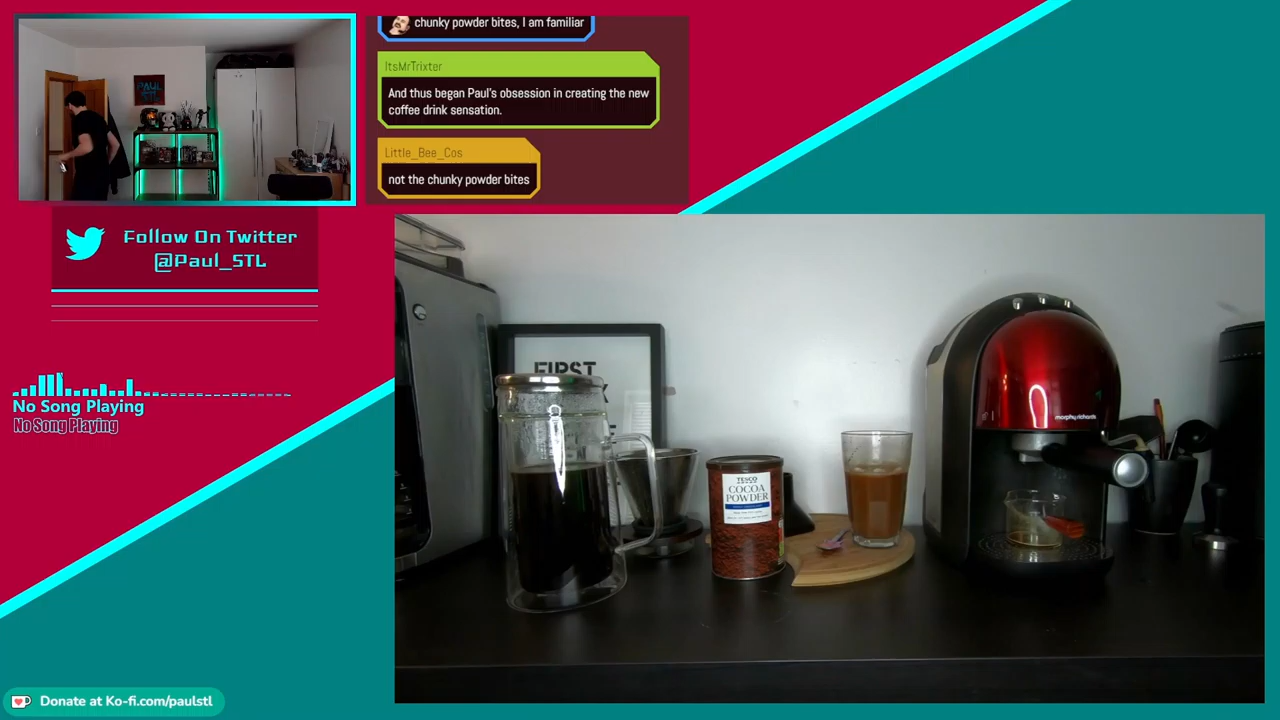 chunky powder bites, I am familiar
ItsMrTrixter
And thus began Paul's obsession in creating the new
coffee drink sensation.
Little_Bee_Cos
not the chunky powder bites
PAUL
STL
Follow On Twitter
@Paul_STL
No Song Playing
No Song Playing
Donate at Ko-fi.com/paulstl
FIRST
TESCO
COCOA
POWDER
morphy richards